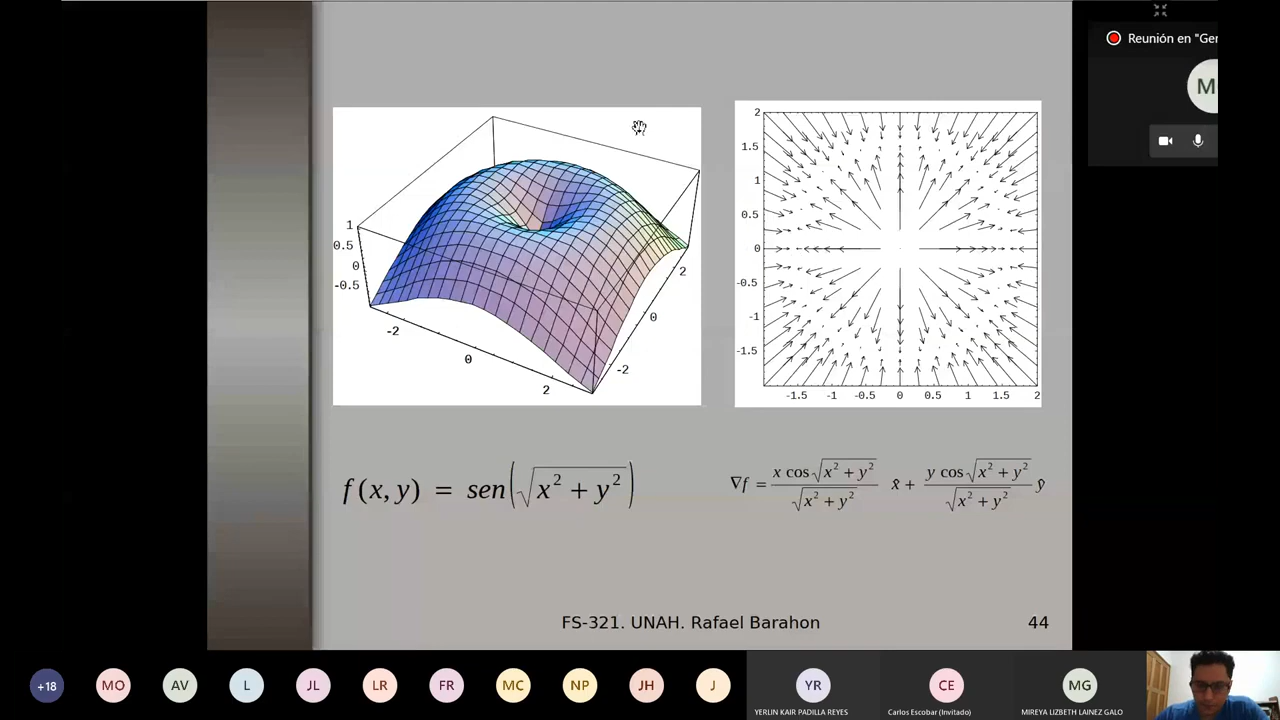 Reunión en "Ger
M
1
0.5
0
-0.5
-2
0
2
2
0
-2
2
1.5
1
0.5
0
-0.5
-1
-1.5
-1.5
-1
-0.5
0
0.5
1
1.5
2
f(x,y) = sen(√x² + y²)
∇f = x cos√x² + y² / √x² + y² x̂ + y cos√x² + y² / √x² + y² ŷ
FS-321. UNAH. Rafael Barahon
44
+18
MO
AV
L
JL
LR
FR
MC
NP
JH
J
YR
CE
MG
YERLIN KAIR PADILLA REYES
Carlos Escobar (Invitado)
MIREYA LIZBETH LAINEZ GALO